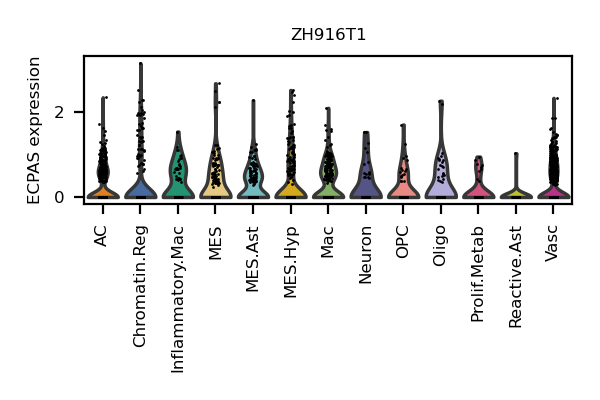 ZH916T1
ECPAS expression
2
0
AC
Chromatin.Reg
Inflammatory.Mac
MES
MES.Ast
MES.Hyp
Mac
Neuron
OPC
Oligo
Prolif.Metab
Reactive.Ast
Vasc